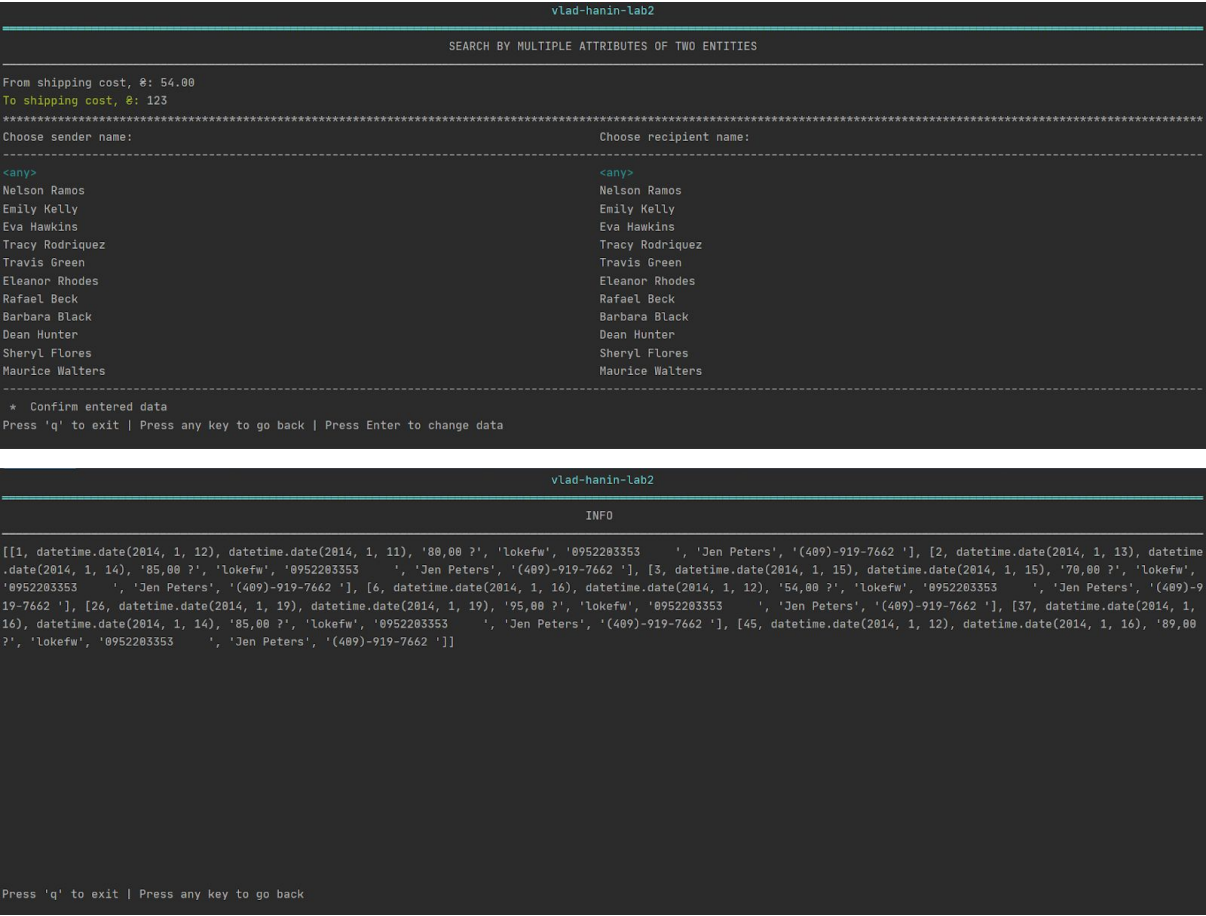 vlad-hanin-lab2
SEARCH BY MULTIPLE ATTRIBUTES OF TWO ENTITIES
From shipping cost, ₴: 54.00
To shipping cost, ₴: 123
********************************************************************************************************************************************************************************
Choose sender name: Choose recipient name:
--------------------------------------------------------------------------------------------------------------------------------------------------------------------------------
<any> <any>
Nelson Ramos Nelson Ramos
Emily Kelly Emily Kelly
Eva Hawkins Eva Hawkins
Tracy Rodriquez Tracy Rodriquez
Travis Green Travis Green
Eleanor Rhodes Eleanor Rhodes
Rafael Beck Rafael Beck
Barbara Black Barbara Black
Dean Hunter Dean Hunter
Sheryl Flores Sheryl Flores
Maurice Walters Maurice Walters
--------------------------------------------------------------------------------------------------------------------------------------------------------------------------------
* Confirm entered data
Press 'q' to exit | Press any key to go back | Press Enter to change data
vlad-hanin-lab2
INFO
[[1, datetime.date(2014, 1, 12), datetime.date(2014, 1, 11), '80,00 ?', 'lokefw', '0952203353     ', 'Jen Peters', '(409)-919-7662 '], [2, datetime.date(2014, 1, 13), datetime
.date(2014, 1, 14), '85,00 ?', 'lokefw', '0952203353     ', 'Jen Peters', '(409)-919-7662 '], [3, datetime.date(2014, 1, 15), datetime.date(2014, 1, 15), '70,00 ?', 'lokefw',
'0952203353     ', 'Jen Peters', '(409)-919-7662 '], [6, datetime.date(2014, 1, 16), datetime.date(2014, 1, 12), '54,00 ?', 'lokefw', '0952203353     ', 'Jen Peters', '(409)-9
19-7662 '], [26, datetime.date(2014, 1, 19), datetime.date(2014, 1, 19), '95,00 ?', 'lokefw', '0952203353     ', 'Jen Peters', '(409)-919-7662 '], [37, datetime.date(2014, 1,
16), datetime.date(2014, 1, 14), '85,00 ?', 'lokefw', '0952203353     ', 'Jen Peters', '(409)-919-7662 '], [45, datetime.date(2014, 1, 12), datetime.date(2014, 1, 16), '89,00
?', 'lokefw', '0952203353     ', 'Jen Peters', '(409)-919-7662 ']]
Press 'q' to exit | Press any key to go back